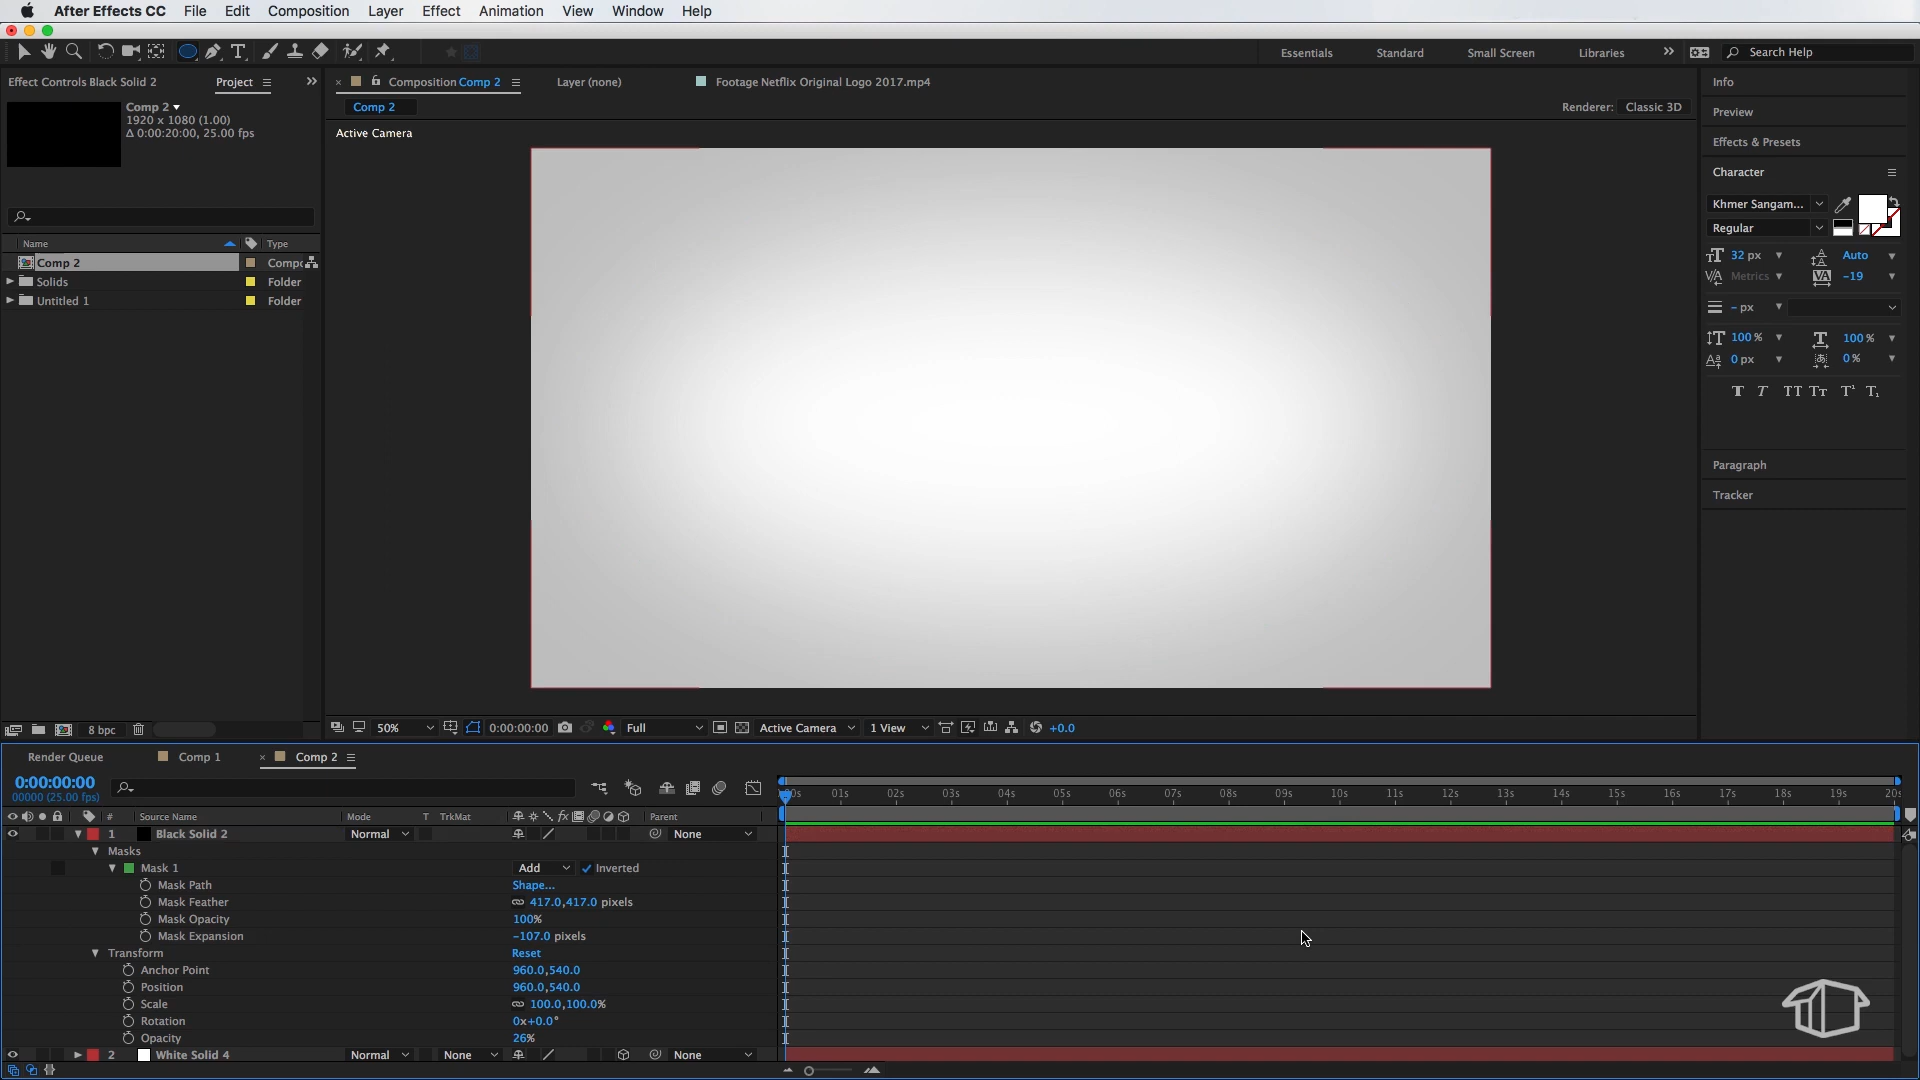 After Effects CC File Edit Composition Layer Effect Animation View Window Help
Essentials Standard Small Screen Libraries Search Help
Effect Controls Black Solid 2 Project
Composition Comp 2 Layer (none) Footage Netflix Original Logo 2017.mp4
Info
Comp 2
1920 x 1080 (1.00)
Δ 0:00:20:00, 25.00 fps
Comp 2
Renderer: Classic 3D
Preview
Active Camera
Effects & Presets
Character
Khmer Sangam...
Regular
32 px Auto
Metrics -19
- px
100 % 100 %
0 px 0 %
T T TT Tт T¹ T₁
Paragraph
Tracker
Name Type
Comp 2 Compo
Solids Folder
Untitled 1 Folder
8 bpc
50% 0:00:00:00 Full Active Camera 1 View +0.0
Render Queue Comp 1 Comp 2
0:00:00:00
00000 (25.00 fps)
01s 02s 03s 04s 05s 06s 07s 08s 09s 10s 11s 12s 13s 14s 15s 16s 17s 18s 19s 20s
# Source Name Mode T TrkMat fx Parent
1 Black Solid 2 Normal None
Masks
Mask 1 Add Inverted
Mask Path Shape...
Mask Feather 417.0,417.0 pixels
Mask Opacity 100%
Mask Expansion -107.0 pixels
Transform Reset
Anchor Point 960.0,540.0
Position 960.0,540.0
Scale 100.0,100.0%
Rotation 0x+0.0°
Opacity 26%
2 White Solid 4 Normal None None